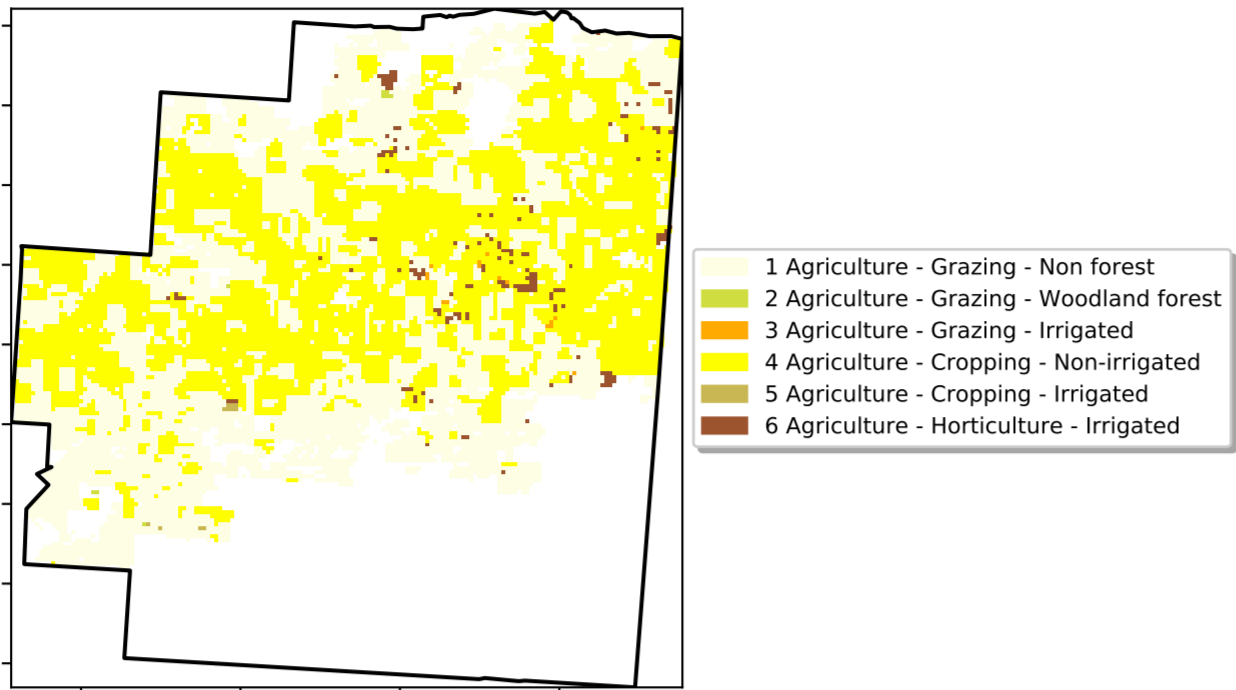 1 Agriculture - Grazing - Non forest
2 Agriculture - Grazing - Woodland forest
3 Agriculture - Grazing - Irrigated
4 Agriculture - Cropping - Non-irrigated
5 Agriculture - Cropping - Irrigated
6 Agriculture - Horticulture - Irrigated